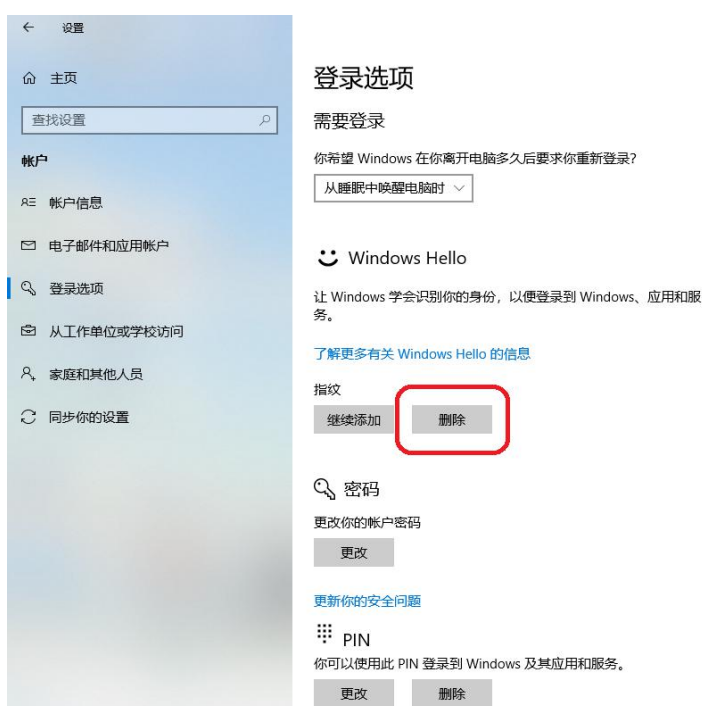 设置
主页
查找设置
帐户
帐户信息
电子邮件和应用帐户
登录选项
从工作单位或学校访问
家庭和其他人员
同步你的设置
登录选项
需要登录
你希望 Windows 在你离开电脑多久后要求你重新登录?
从睡眠中唤醒电脑时
Windows Hello
让 Windows 学会识别你的身份，以便登录到 Windows、应用和服
务。
了解更多有关 Windows Hello 的信息
指纹
继续添加 删除
密码
更改你的帐户密码
更改
更新你的安全问题
PIN
你可以使用此 PIN 登录到 Windows 及其应用和服务。
更改 删除